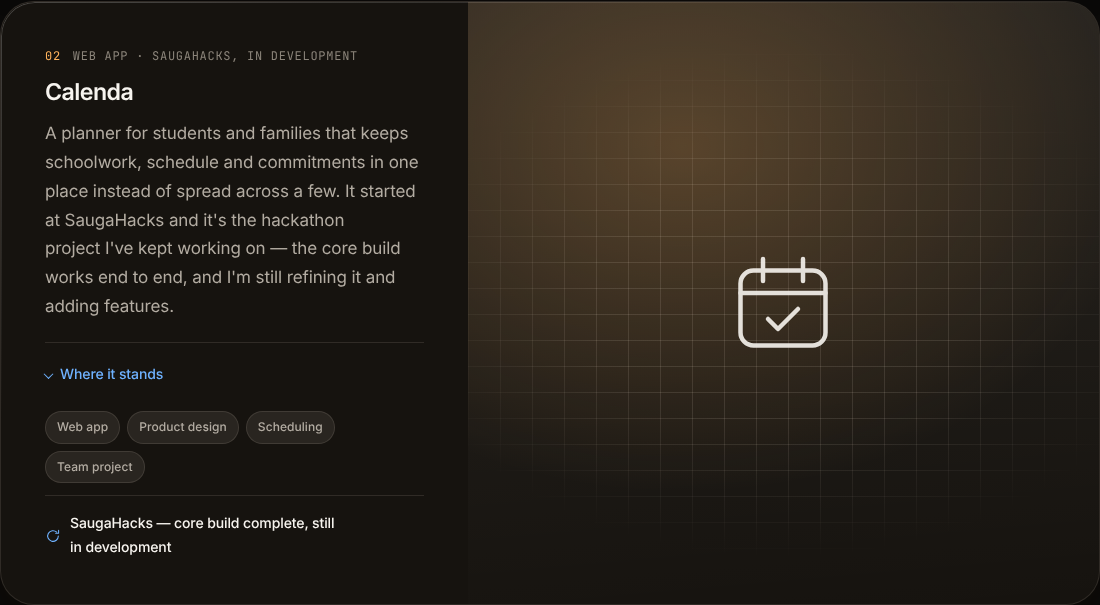 02 WEB APP · SAUGAHACKS, IN DEVELOPMENT
Calenda
A planner for students and families that keeps
schoolwork, schedule and commitments in one
place instead of spread across a few. It started
at SaugaHacks and it's the hackathon
project I've kept working on — the core build
works end to end, and I'm still refining it and
adding features.
Where it stands
Web app Product design Scheduling
Team project
SaugaHacks — core build complete, still
in development